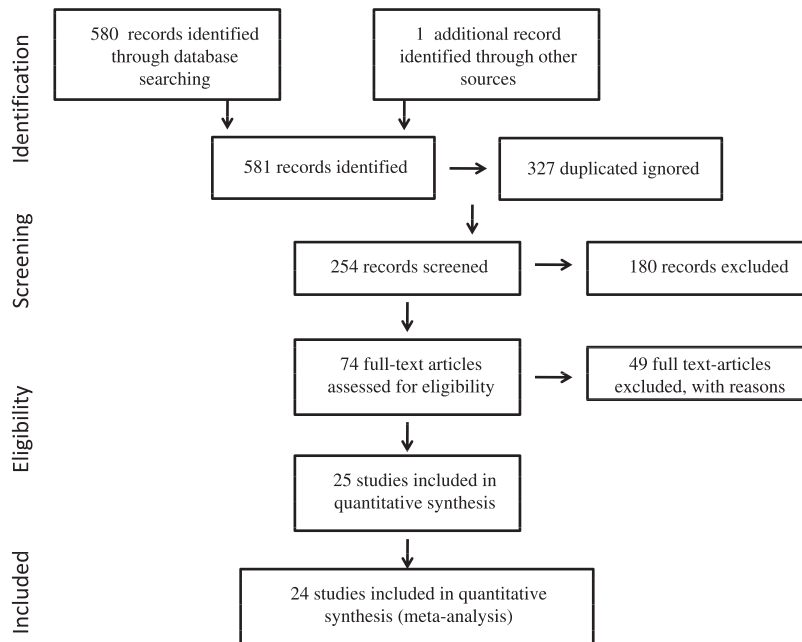 Identification
580 records identified
through database
searching
1 additional record
identified through other
sources
581 records identified
327 duplicated ignored
Screening
254 records screened
180 records excluded
Eligibility
74 full-text articles
assessed for eligibility
49 full text-articles
excluded, with reasons
25 studies included in
quantitative synthesis
Included
24 studies included in quantitative
synthesis (meta-analysis)